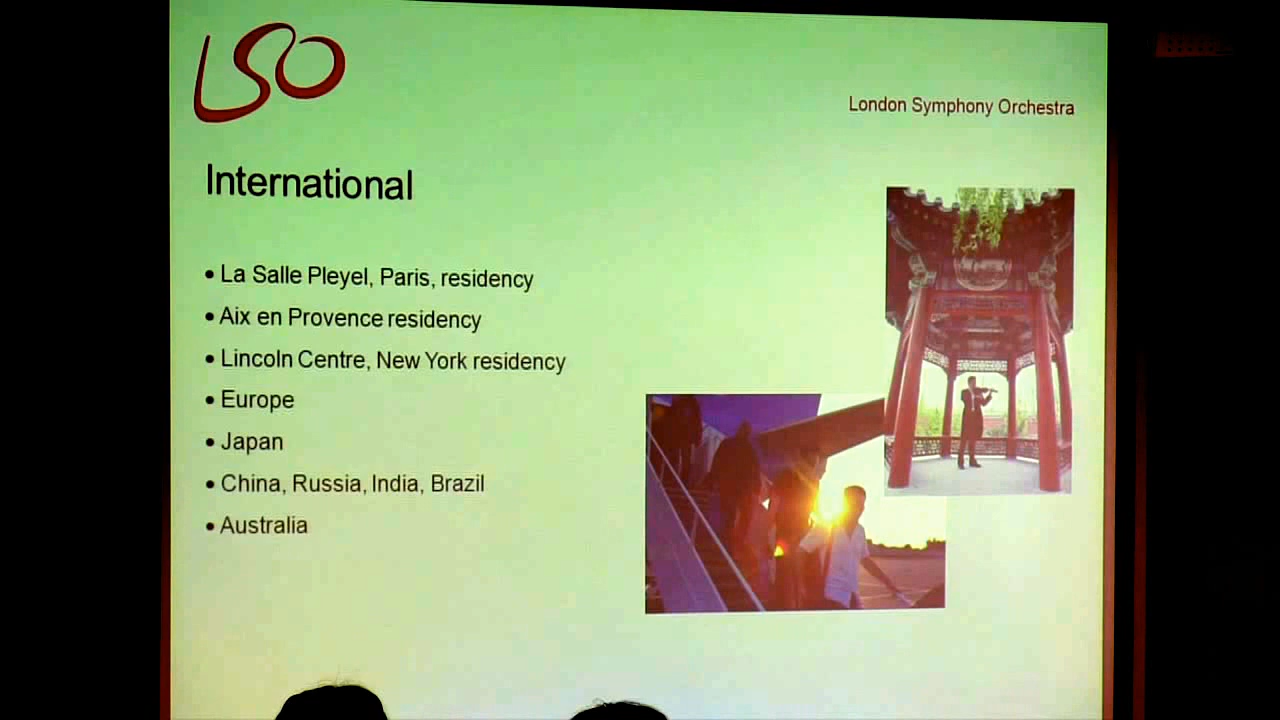 LSO
London Symphony Orchestra
International
• La Salle Pleyel, Paris, residency
• Aix en Provence residency
• Lincoln Centre, New York residency
• Europe
• Japan
• China, Russia, India, Brazil
• Australia